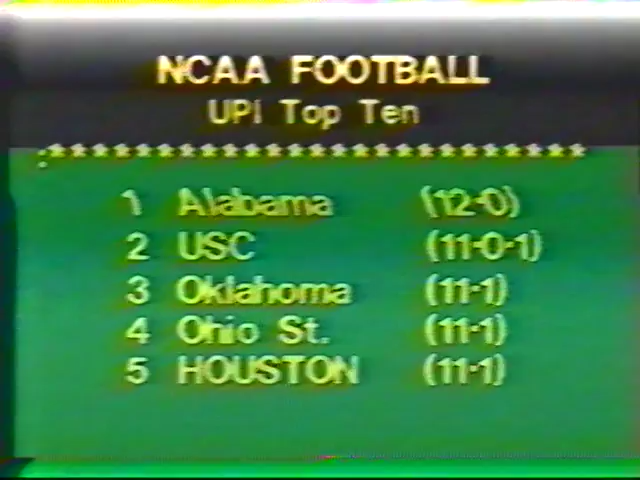 NCAA FOOTBALL
UPI Top Ten
1 Alabama (12-0)
2 USC (11-0-1)
3 Oklahoma (11-1)
4 Ohio St. (11-1)
5 HOUSTON (11-1)